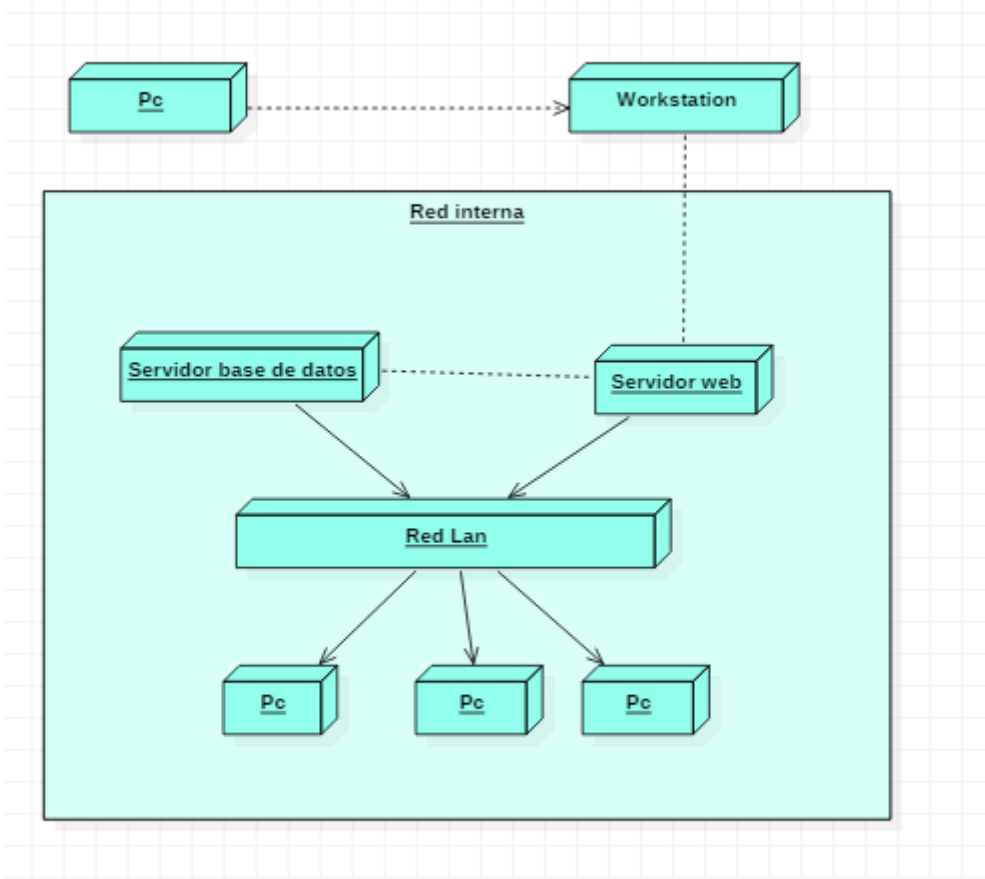 Pc
Workstation
Red interna
Servidor base de datos
Servidor web
Red Lan
Pc
Pc
Pc